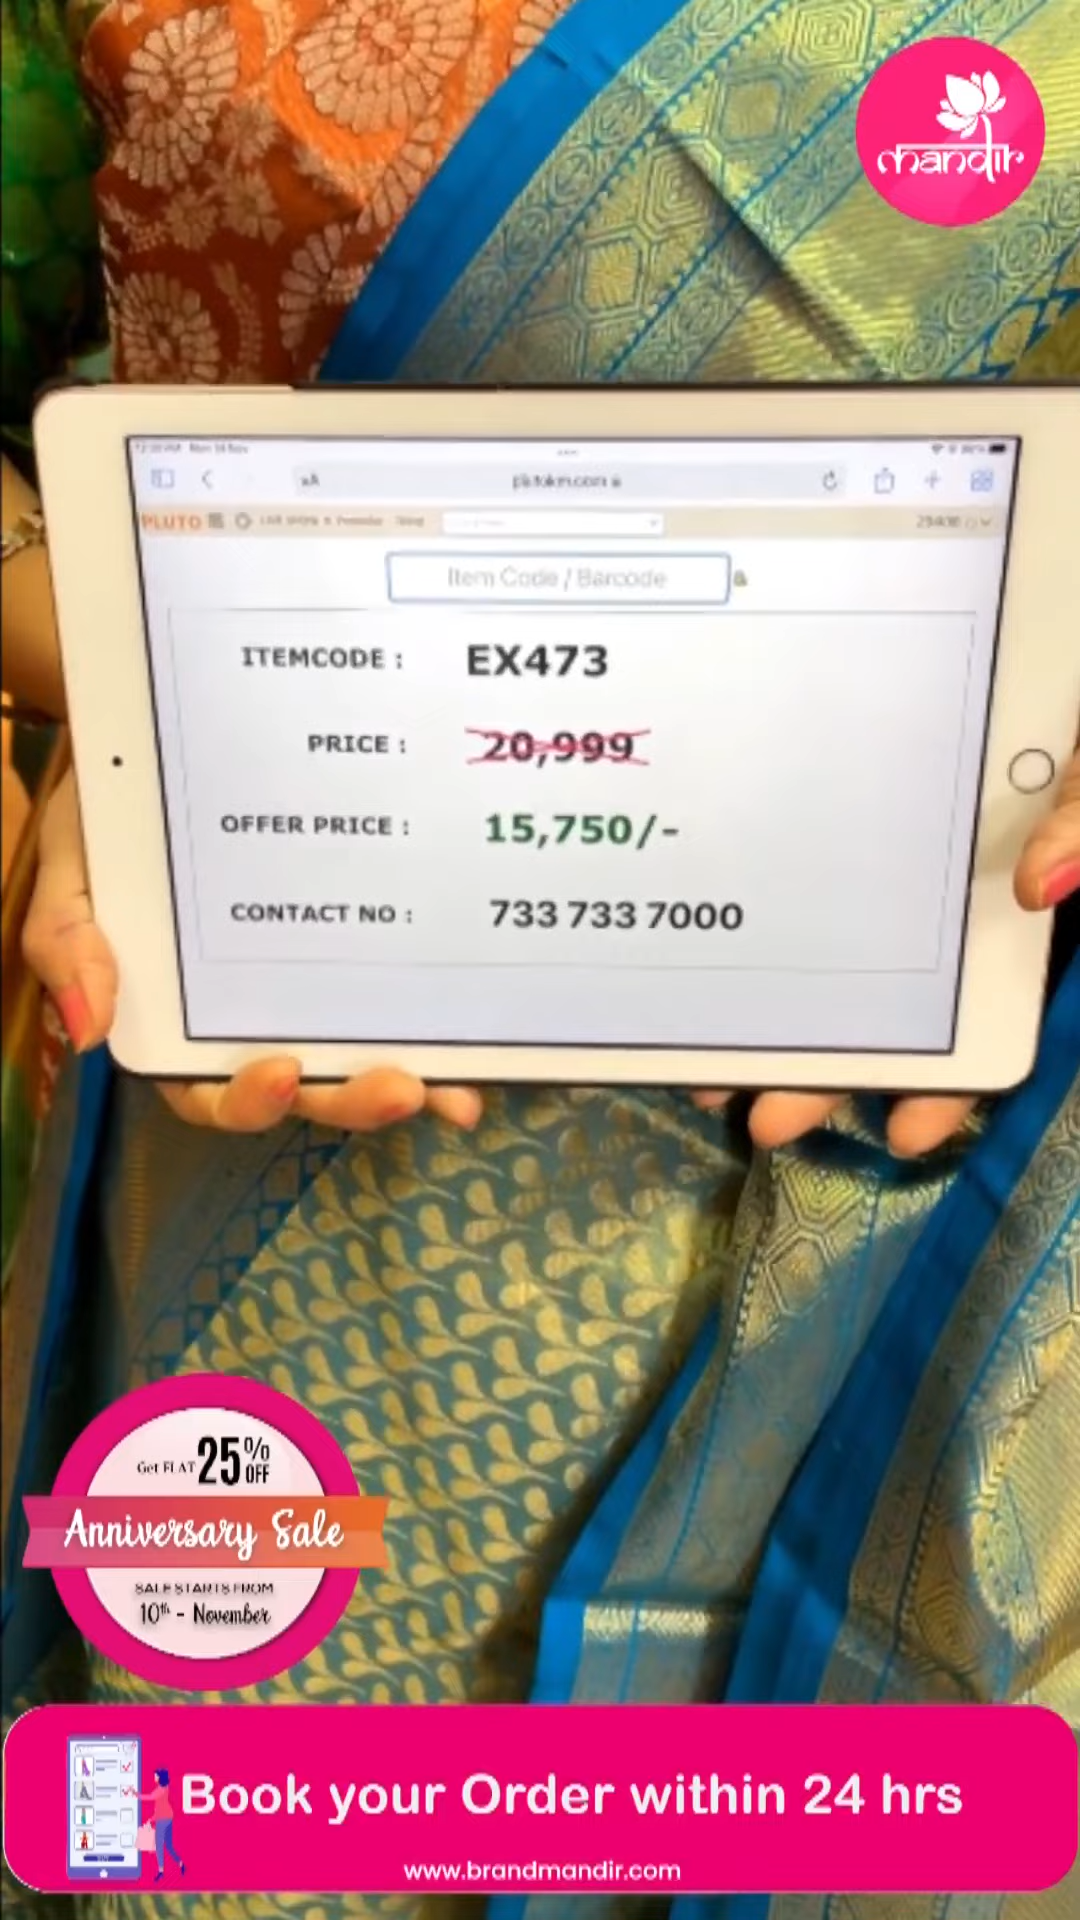 mandir
PLUTO
Item Code / Barcode
ITEMCODE : EX473
PRICE : 20,999
OFFER PRICE : 15,750/-
CONTACT NO : 733 733 7000
Get FLAT 25% OFF
Anniversary Sale
SALE STARTS FROM
10th - November
Book your Order within 24 hrs
www.brandmandir.com